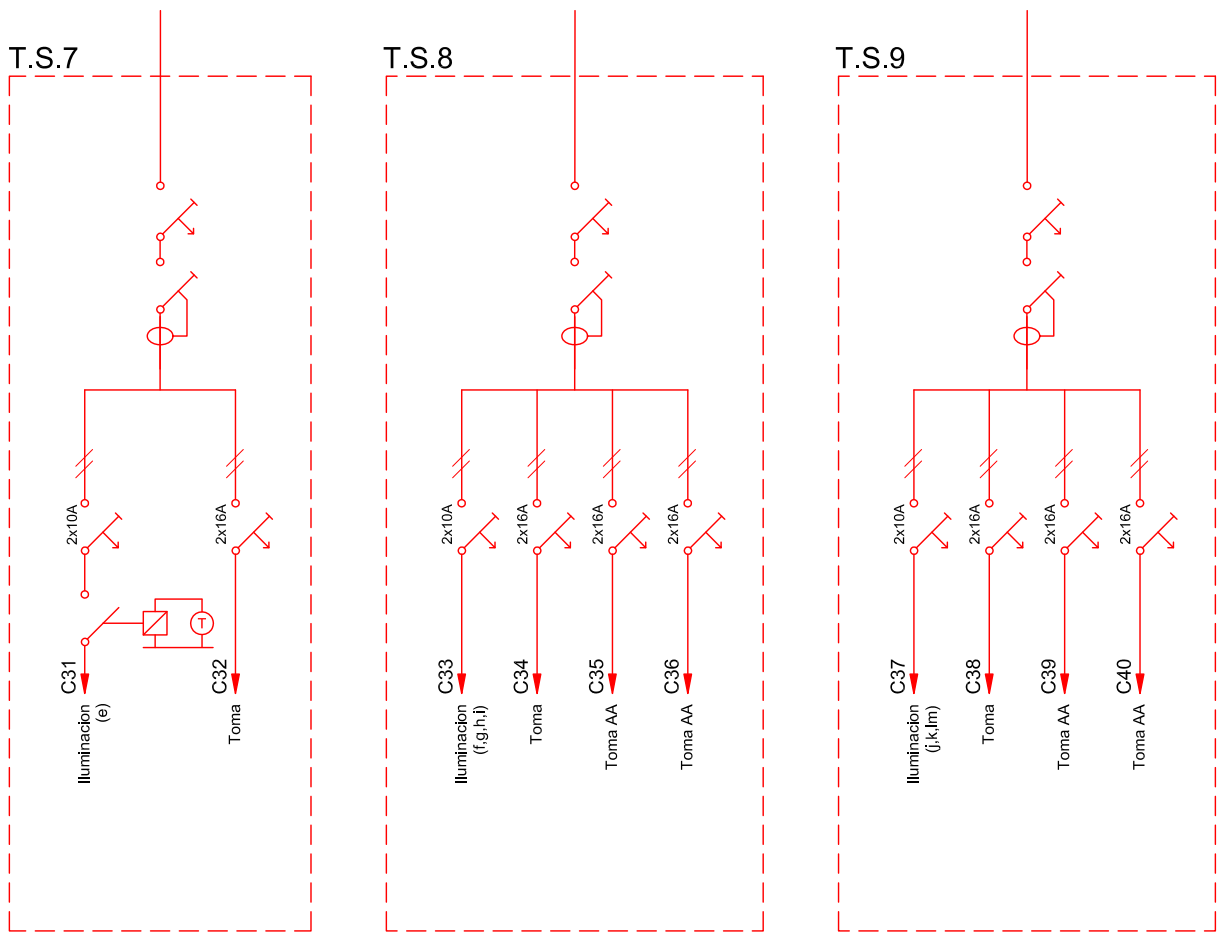 T.S.7
2x10A
2x16A
T
C31
C32
Iluminacion
(e)
Toma
T.S.8
2x10A
2x16A
2x16A
2x16A
C33
C34
C35
C36
Iluminacion
(f,g,h,i)
Toma
Toma AA
Toma AA
T.S.9
2x10A
2x16A
2x16A
2x16A
C37
C38
C39
C40
Iluminacion
(j,k,lm)
Toma
Toma AA
Toma AA